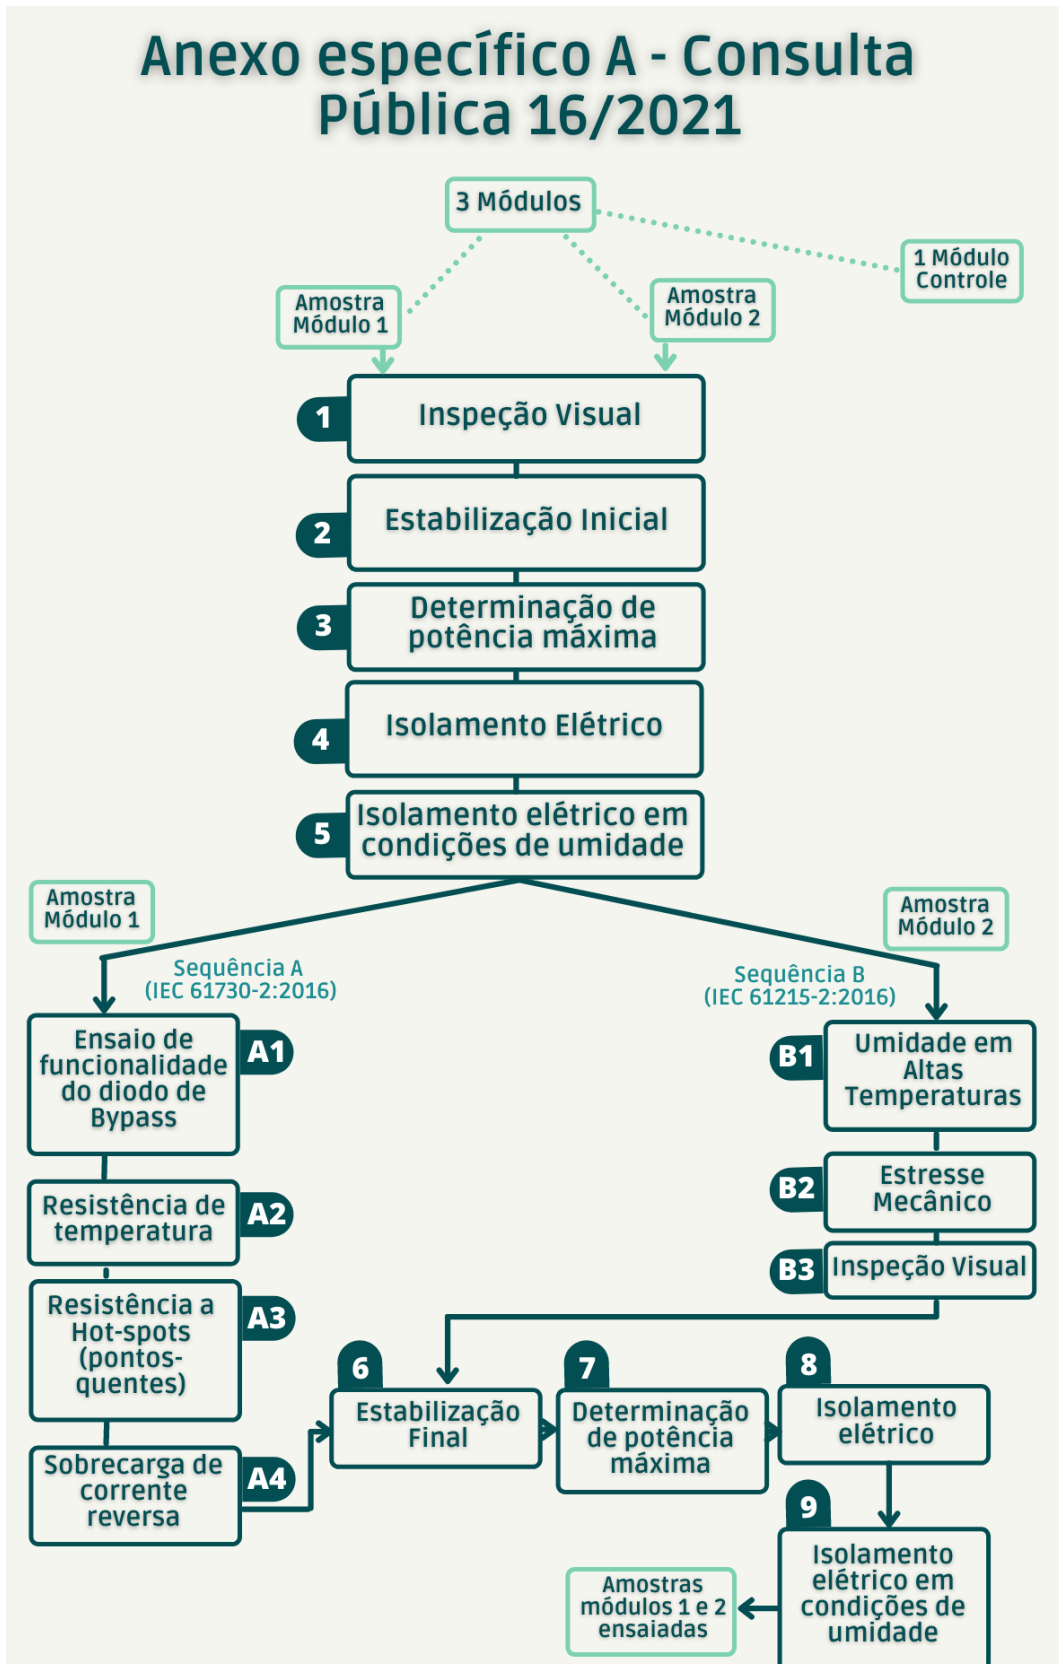 Anexo específico A - Consulta
Pública 16/2021
3 Módulos
1 Módulo
Controle
Amostra
Módulo 1
Amostra
Módulo 2
1
Inspeção Visual
2
Estabilização Inicial
3
Determinação de
potência máxima
4
Isolamento Elétrico
5
Isolamento elétrico em
condições de umidade
Amostra
Módulo 1
Amostra
Módulo 2
Sequência A
(IEC 61730-2:2016)
Sequência B
(IEC 61215-2:2016)
Ensaio de
funcionalidade
do diodo de
Bypass
A1
B1
Umidade em
Altas
Temperaturas
Resistência de
temperatura
A2
B2
Estresse
Mecânico
B3
Inspeção Visual
Resistência a
Hot-spots
(pontos-
quentes)
A3
Sobrecarga de
corrente
reversa
A4
6
Estabilização
Final
7
Determinação
de potência
máxima
8
Isolamento
elétrico
9
Isolamento
elétrico em
condições de
umidade
Amostras
módulos 1 e 2
ensaiadas